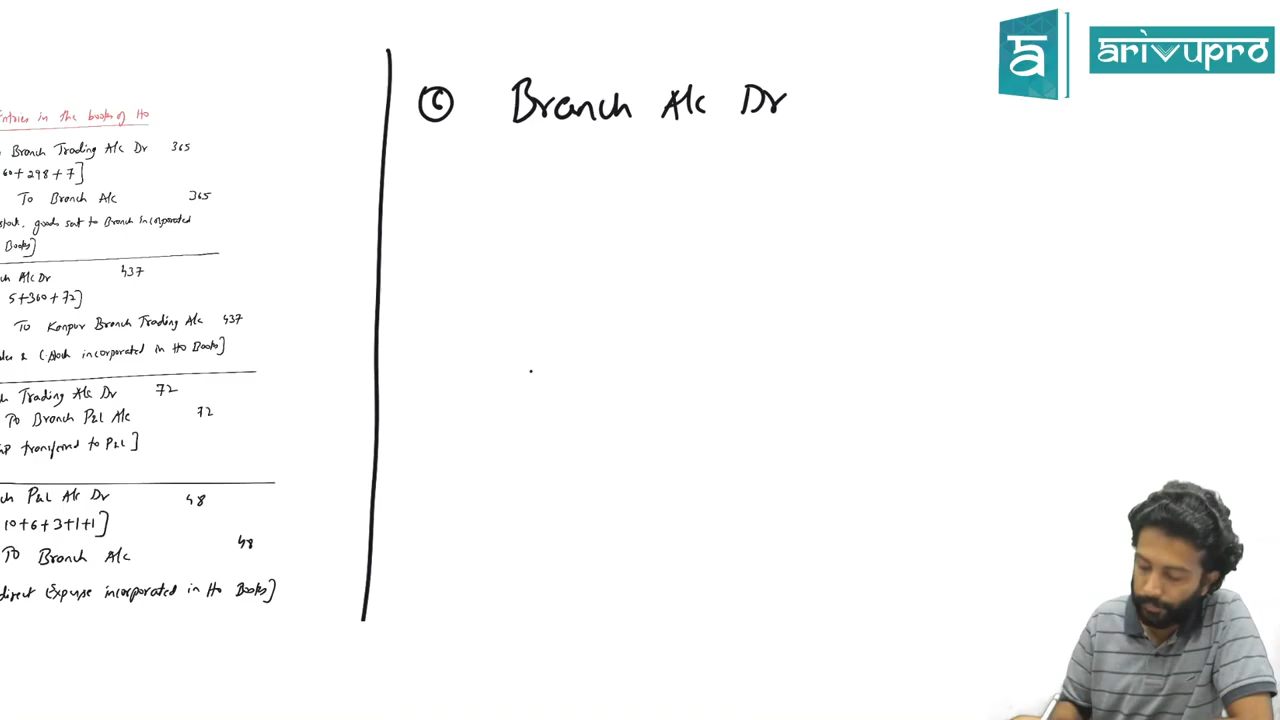 Entries in the books of Ho
Branch Trading A/c Dr 365
60+298+7]
To Branch A/c 365
stock, goods sent to Branch incorporated
Books]
A/c Dr 437
5+360+72]
To Kanpur Branch Trading A/c 437
& C.Stock incorporated in Ho Books]
Trading A/c Dr 72
To Branch P&L A/c 72
transferred to P&L]
P&L A/c Dr 48
10+6+3+1+1]
To Branch A/c 48
Expense incorporated in Ho Books]
⑥ Branch A/c Dr
arivupro